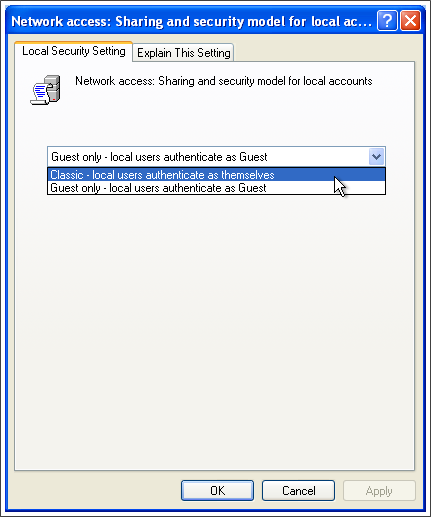 Network access: Sharing and security model for local ac...
Local Security Setting
Explain This Setting
Network access: Sharing and security model for local accounts
Guest only - local users authenticate as Guest
Classic - local users authenticate as themselves
Guest only - local users authenticate as Guest
OK
Cancel
Apply